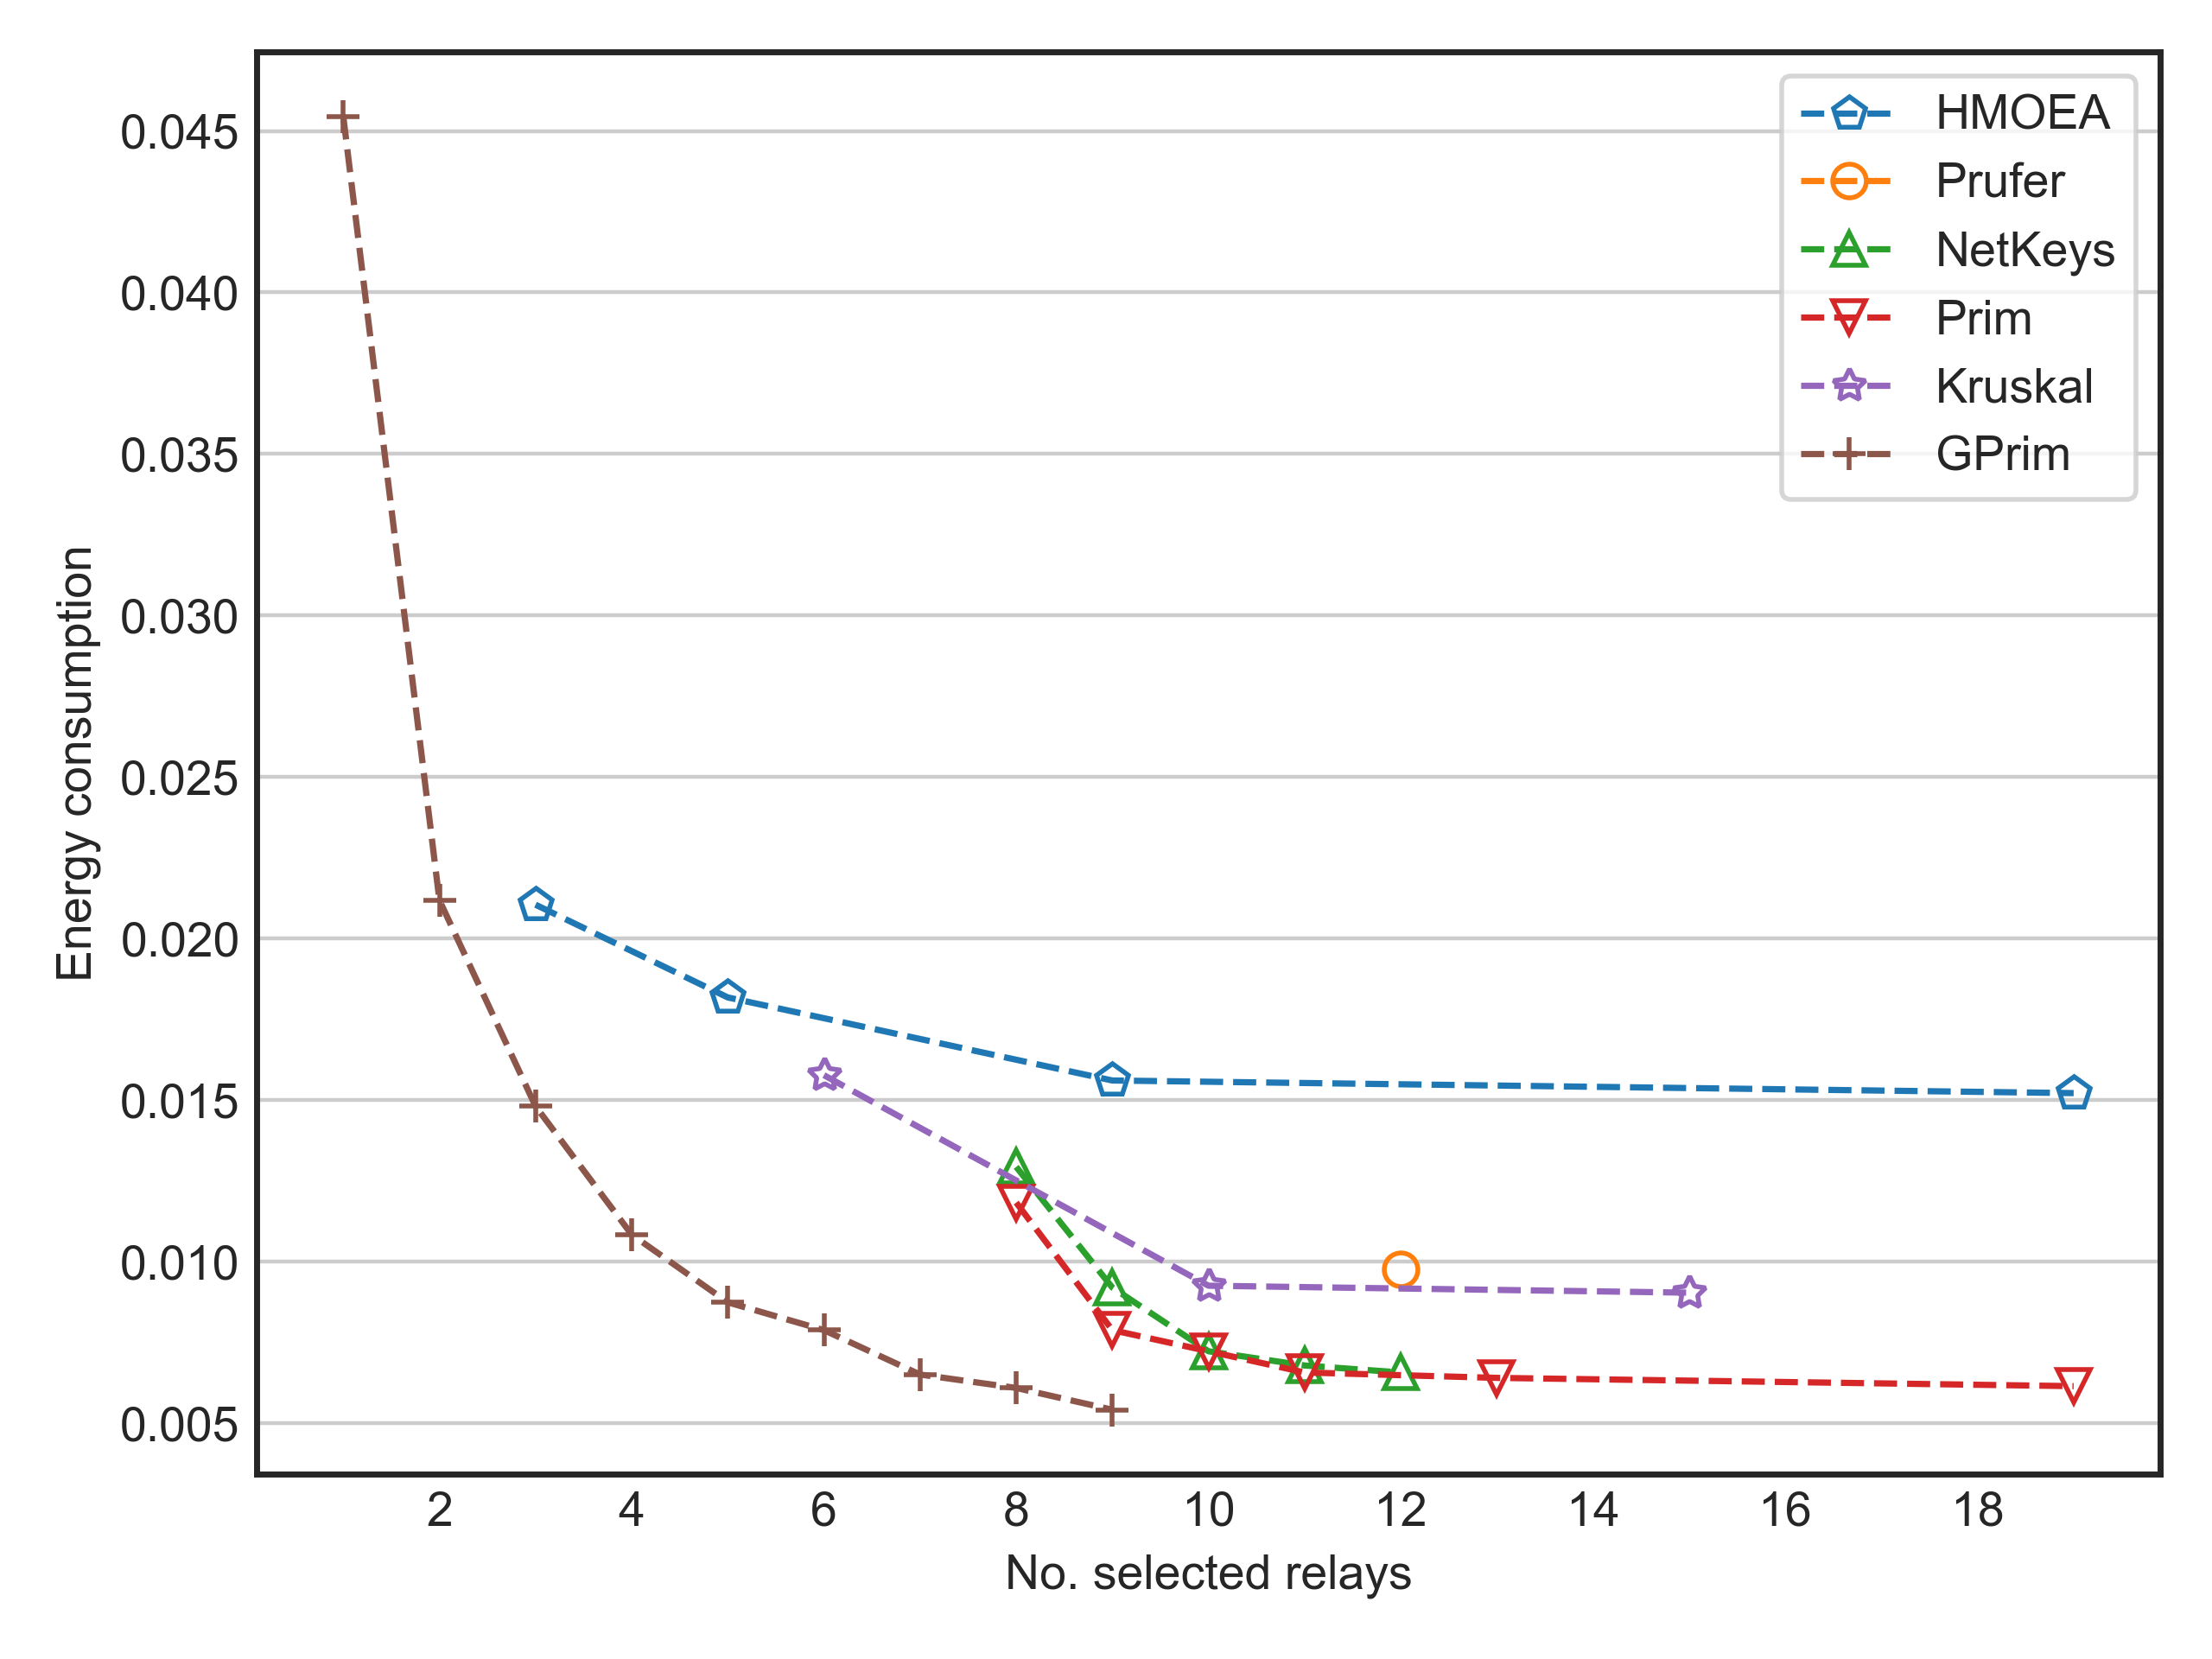 0.045
0.040
0.035
0.030
0.025
0.020
0.015
0.010
0.005
Energy consumption
2 4 6 8 10 12 14 16 18
No. selected relays
HMOEA
Prufer
NetKeys
Prim
Kruskal
GPrim